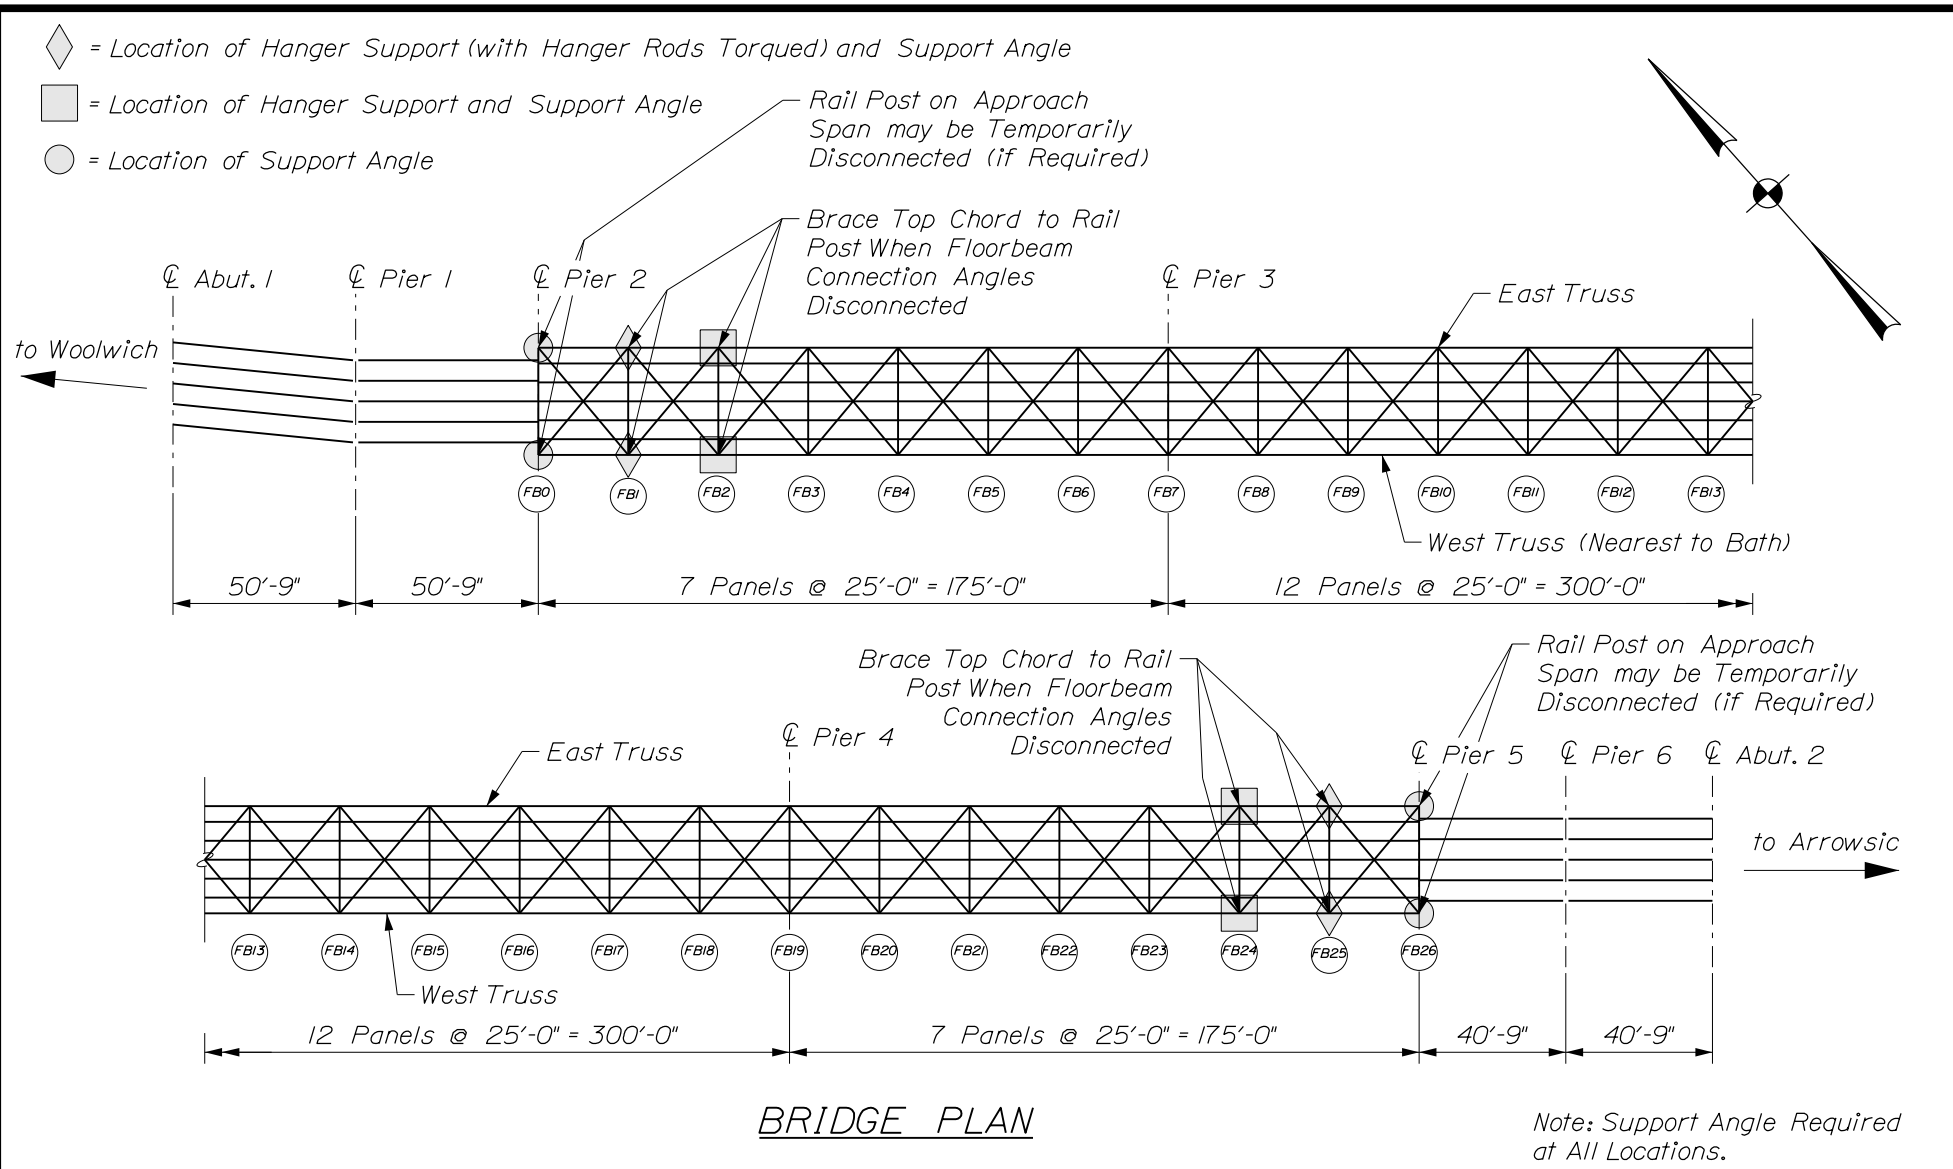 = Location of Hanger Support (with Hanger Rods Torqued) and Support Angle
= Location of Hanger Support and Support Angle
= Location of Support Angle
Rail Post on Approach
Span may be Temporarily
Disconnected (if Required)
Brace Top Chord to Rail
Post When Floorbeam
Connection Angles
Disconnected
℄ Abut. 1
℄ Pier 1
℄ Pier 2
℄ Pier 3
East Truss
to Woolwich
FB0
FB1
FB2
FB3
FB4
FB5
FB6
FB7
FB8
FB9
FB10
FB11
FB12
FB13
West Truss (Nearest to Bath)
50'-9"
50'-9"
7 Panels @ 25'-0" = 175'-0"
12 Panels @ 25'-0" = 300'-0"
Brace Top Chord to Rail
Post When Floorbeam
Connection Angles
Disconnected
Rail Post on Approach
Span may be Temporarily
Disconnected (if Required)
East Truss
℄ Pier 4
℄ Pier 5
℄ Pier 6
℄ Abut. 2
to Arrowsic
FB13
FB14
FB15
FB16
FB17
FB18
FB19
FB20
FB21
FB22
FB23
FB24
FB25
FB26
West Truss
12 Panels @ 25'-0" = 300'-0"
7 Panels @ 25'-0" = 175'-0"
40'-9"
40'-9"
BRIDGE PLAN
Note: Support Angle Required
at All Locations.